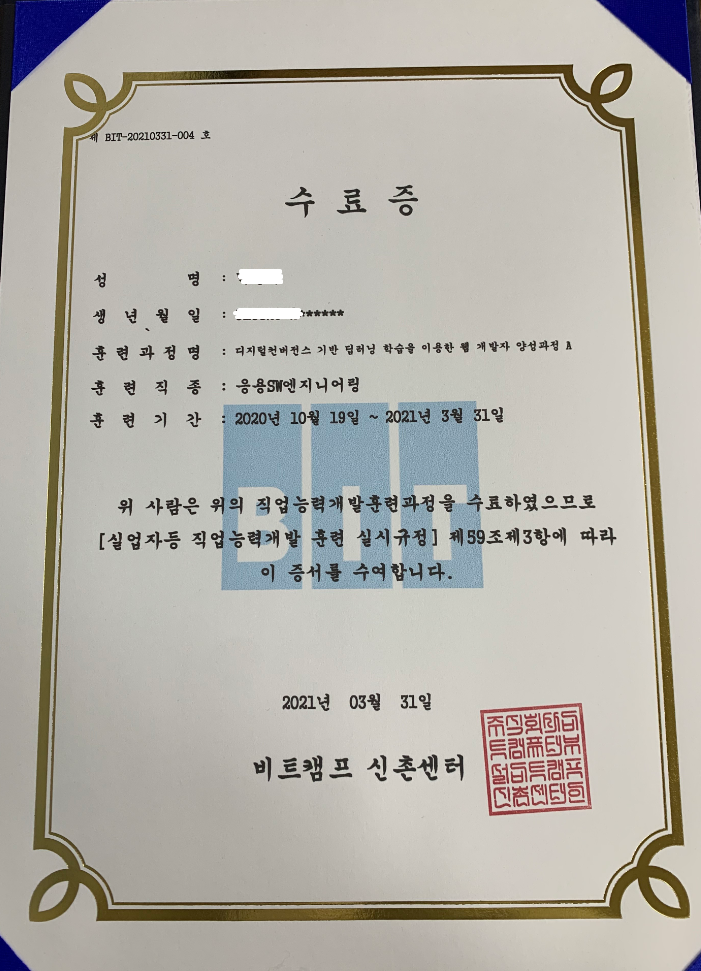 제 BIT-20210331-004 호
수 료 증
성 명 :
생 년 월 일 : *****
훈 련 과 정 명 : 디지털컨버전스 기반 딥러닝 학습을 이용한 웹 개발자 양성과정 A
훈 련 직 종 : 응용SW엔지니어링
훈 련 기 간 : 2020년 10월 19일 ~ 2021년 3월 31일
BIT
위 사람은 위의 직업능력개발훈련과정을 수료하였으므로
[실업자등 직업능력개발 훈련 실시규정] 제59조제3항에 따라
이 증서를 수여합니다.
2021년 03월 31일
비트캠프 신촌센터